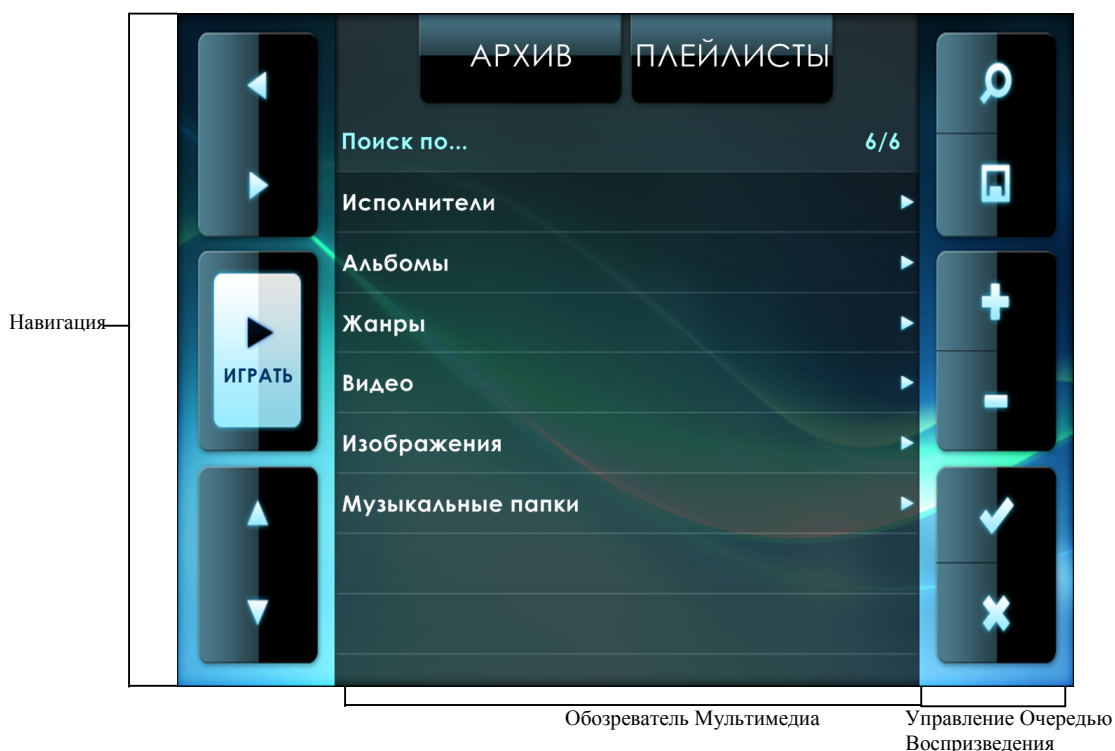 АРХИВ ПЛЕЙЛИСТЫ
Поиск по... 6/6
Исполнители
Альбомы
Жанры
Видео
Изображения
Музыкальные папки
ИГРАТЬ
Навигация
Обозреватель Мультимедиа
Управление Очередью
Воспризведения